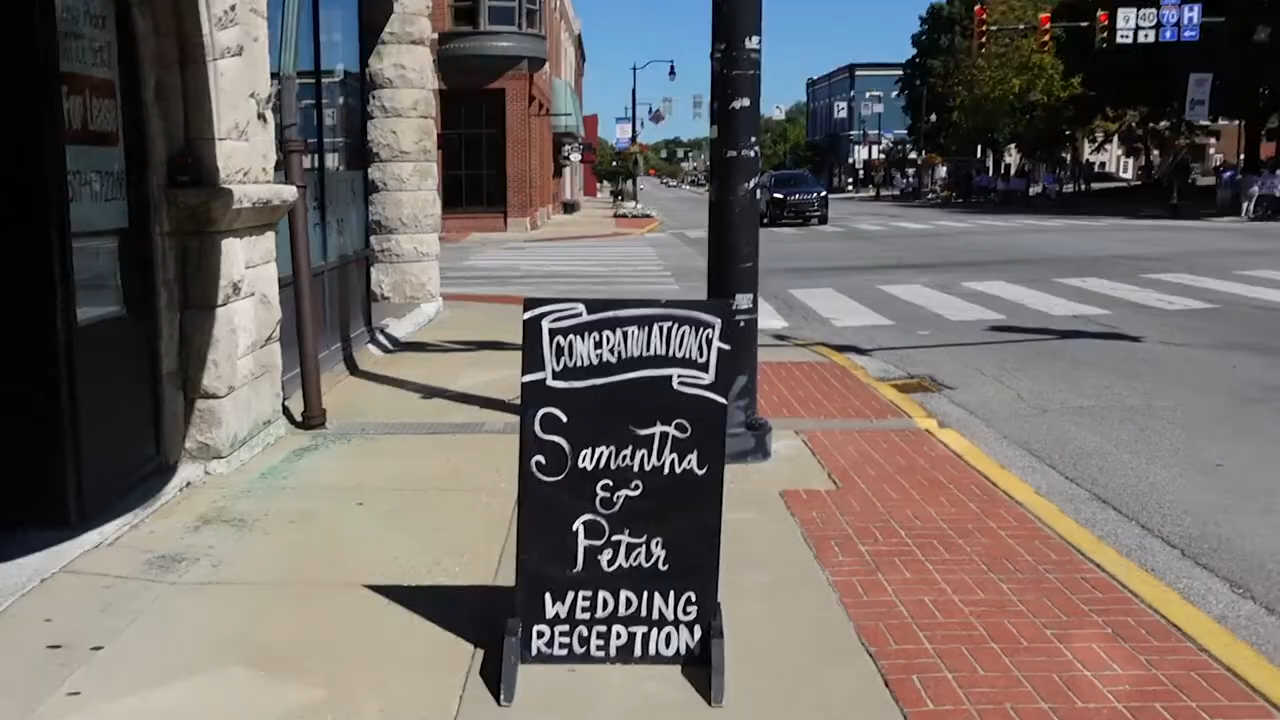 For Lease
9
40
70
H
CONGRATULATIONS
Samantha
&
Petar
WEDDING
RECEPTION